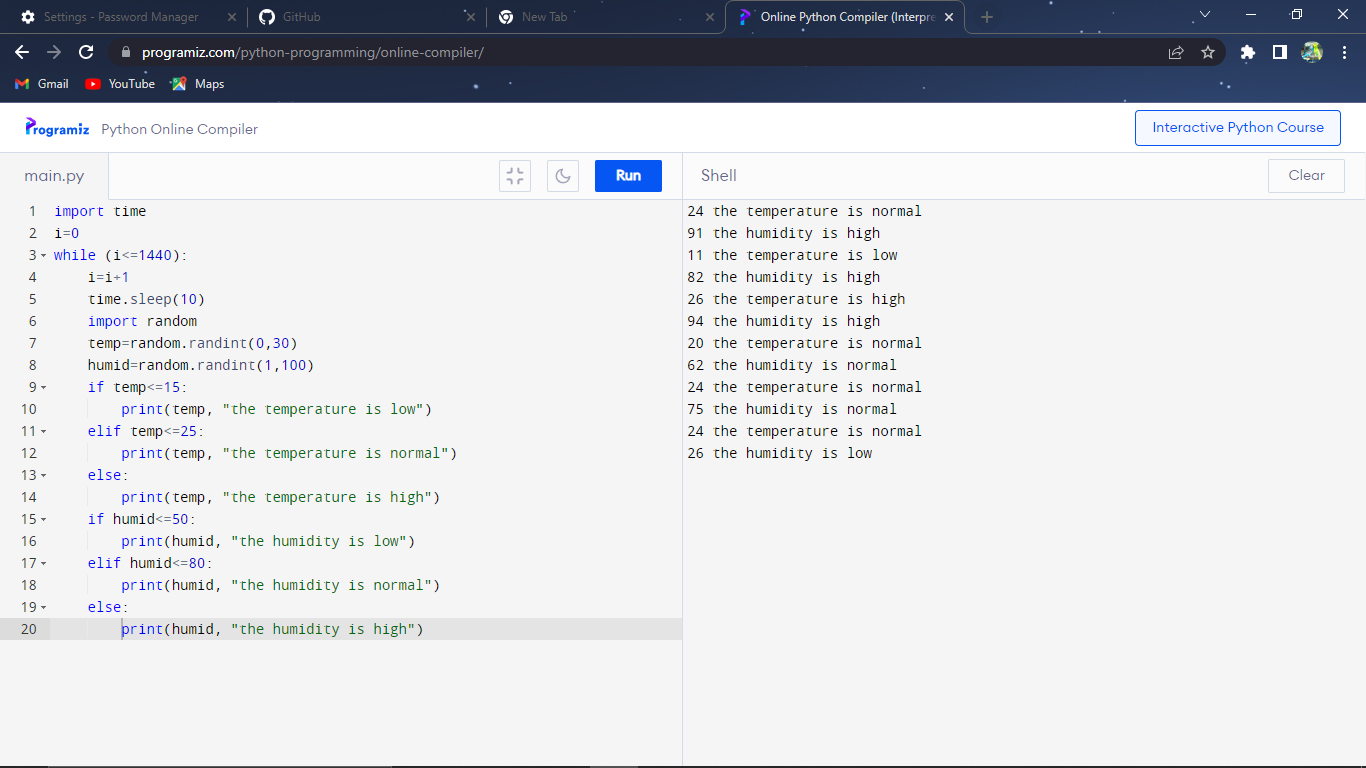 Settings - Password Manager
GitHub
New Tab
Online Python Compiler (Interpre
programiz.com/python-programming/online-compiler/
Gmail
YouTube
Maps
Programiz
Python Online Compiler
Interactive Python Course
main.py
Run
Shell
Clear
1 import time
2 i=0
3 while (i<=1440):
4     i=i+1
5     time.sleep(10)
6     import random
7     temp=random.randint(0,30)
8     humid=random.randint(1,100)
9     if temp<=15:
10         print(temp, "the temperature is low")
11     elif temp<=25:
12         print(temp, "the temperature is normal")
13     else:
14         print(temp, "the temperature is high")
15     if humid<=50:
16         print(humid, "the humidity is low")
17     elif humid<=80:
18         print(humid, "the humidity is normal")
19     else:
20         print(humid, "the humidity is high")
24 the temperature is normal
91 the humidity is high
11 the temperature is low
82 the humidity is high
26 the temperature is high
94 the humidity is high
20 the temperature is normal
62 the humidity is normal
24 the temperature is normal
75 the humidity is normal
24 the temperature is normal
26 the humidity is low